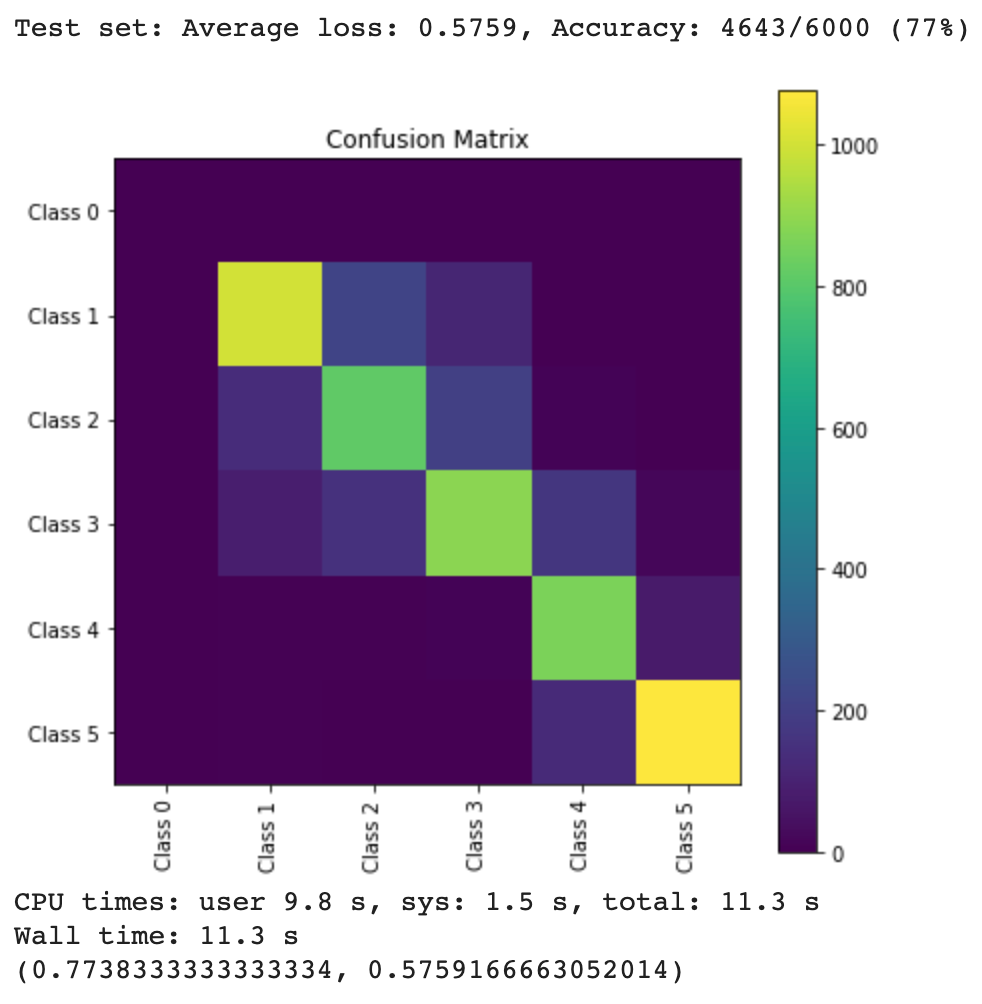 Test set: Average loss: 0.5759, Accuracy: 4643/6000 (77%)
Confusion Matrix
1000
800
600
400
200
0
Class 0
Class 1
Class 2
Class 3
Class 4
Class 5
Class 0
Class 1
Class 2
Class 3
Class 4
Class 5
CPU times: user 9.8 s, sys: 1.5 s, total: 11.3 s
Wall time: 11.3 s
(0.7738333333333334, 0.5759166663052014)